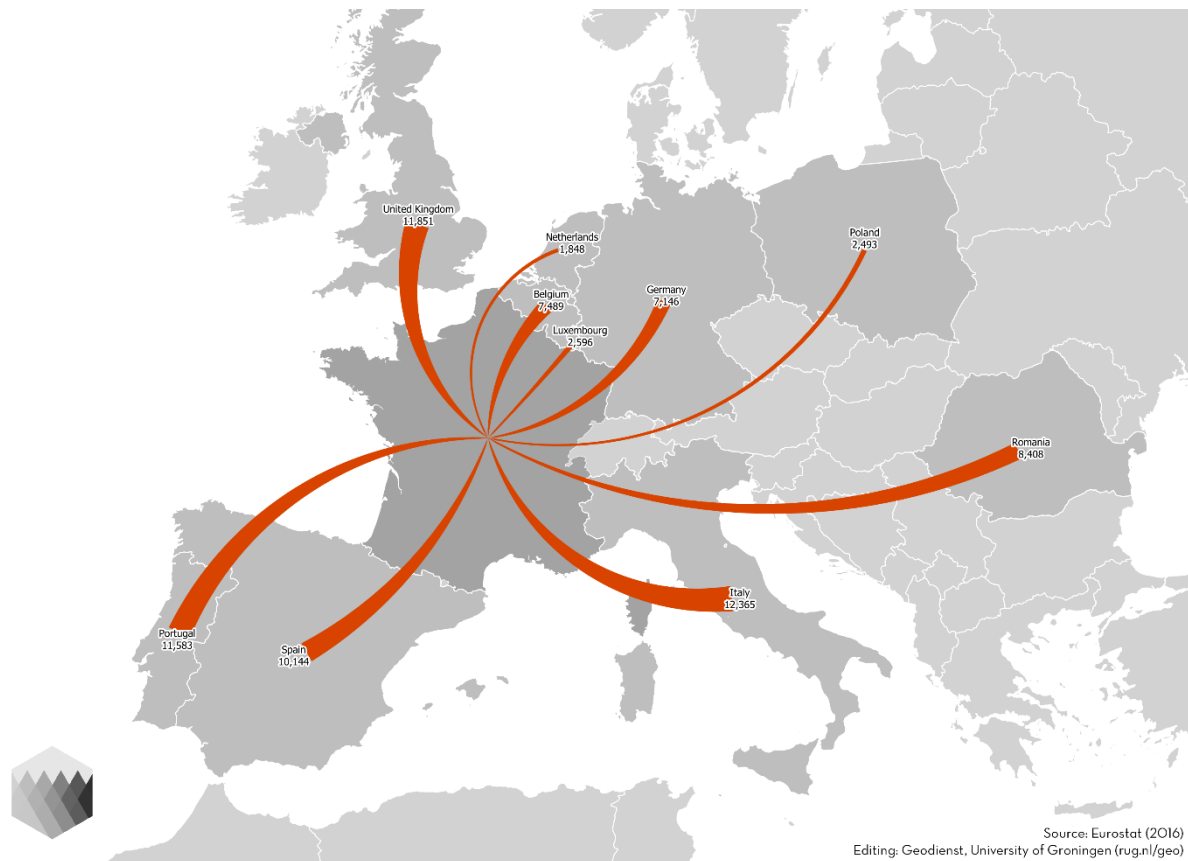 United Kingdom
11,851
Netherlands
1,848
Poland
2,493
Belgium
7,489
Germany
7,146
Luxembourg
2,596
Romania
8,408
Italy
12,365
Portugal
11,583
Spain
10,144
Source: Eurostat (2016)
Editing: Geodienst, University of Groningen (rug.nl/geo)